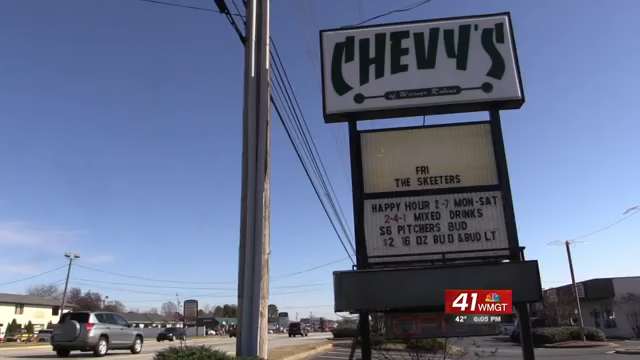 CHEVY'S
of Warner Robins
FRI
THE SKEETERS
HAPPY HOUR 2-7 MON-SAT
2-4-1 MIXED DRINKS
$6 PITCHERS BUD
$2 16 OZ BUD & BUD LT
41 WMGT
42° 6:05 PM